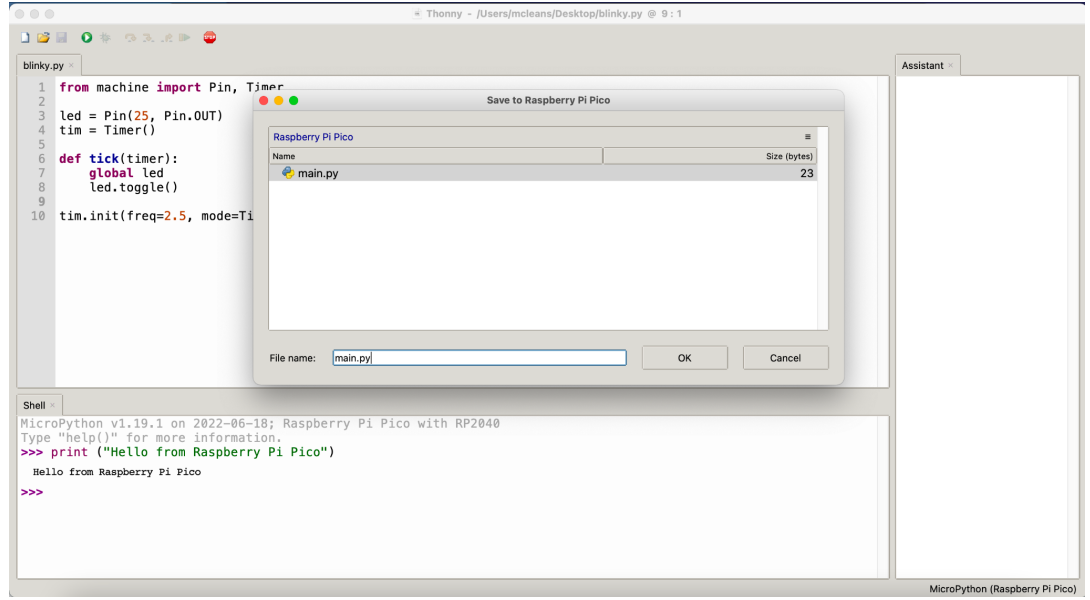 Thonny - /Users/mcleans/Desktop/blinky.py @ 9 : 1
STOP
blinky.py ×
Assistant ×
1 from machine import Pin, Timer
2
3 led = Pin(25, Pin.OUT)
4 tim = Timer()
5
6 def tick(timer):
7 global led
8 led.toggle()
9
10 tim.init(freq=2.5, mode=Ti
Save to Raspberry Pi Pico
Raspberry Pi Pico ≡
Name Size (bytes)
main.py 23
File name: main.py OK Cancel
Shell ×
MicroPython v1.19.1 on 2022-06-18; Raspberry Pi Pico with RP2040
Type "help()" for more information.
>>> print ("Hello from Raspberry Pi Pico")
Hello from Raspberry Pi Pico
>>>
MicroPython (Raspberry Pi Pico)